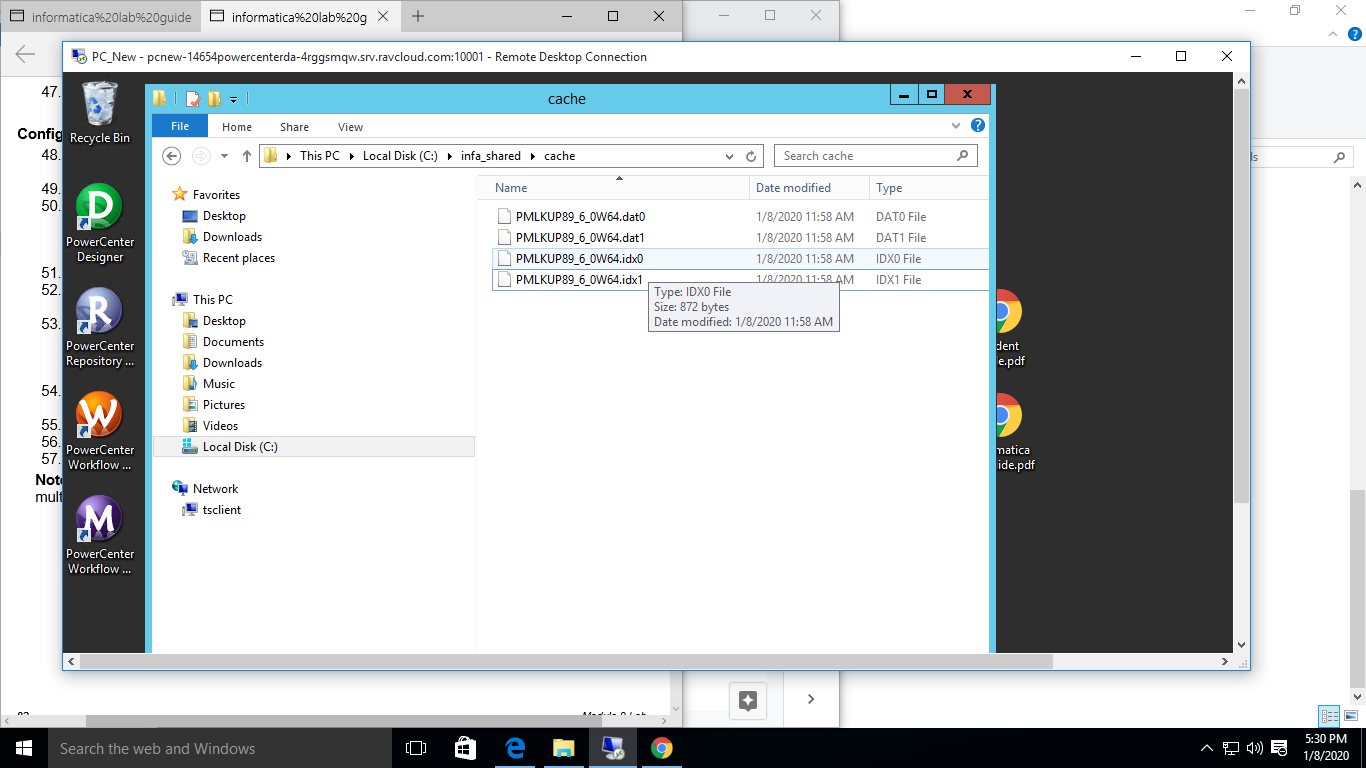 informatica%20lab%20guide
informatica%20lab%20g
PC_New - pcnew-14654powercenterda-4rggsmqw.srv.ravcloud.com:10001 - Remote Desktop Connection
47.
Config
48.
49.
50.
51.
52.
53.
54.
55.
56.
57.
Note
mult
Recycle Bin
PowerCenter
Designer
PowerCenter
Repository ...
PowerCenter
Workflow ...
PowerCenter
Workflow ...
cache
File
Home
Share
View
This PC
Local Disk (C:)
infa_shared
cache
Search cache
Favorites
Desktop
Downloads
Recent places
This PC
Desktop
Documents
Downloads
Music
Pictures
Videos
Local Disk (C:)
Network
tsclient
Name Date modified Type
PMLKUP89_6_0W64.dat0 1/8/2020 11:58 AM DAT0 File
PMLKUP89_6_0W64.dat1 1/8/2020 11:58 AM DAT1 File
PMLKUP89_6_0W64.idx0 1/8/2020 11:58 AM IDX0 File
PMLKUP89_6_0W64.idx1 1/8/2020 11:58 AM IDX1 File
Type: IDX0 File
Size: 872 bytes
Date modified: 1/8/2020 11:58 AM
dent
e.pdf
matica
ide.pdf
ls
Search the web and Windows
5:30 PM
1/8/2020